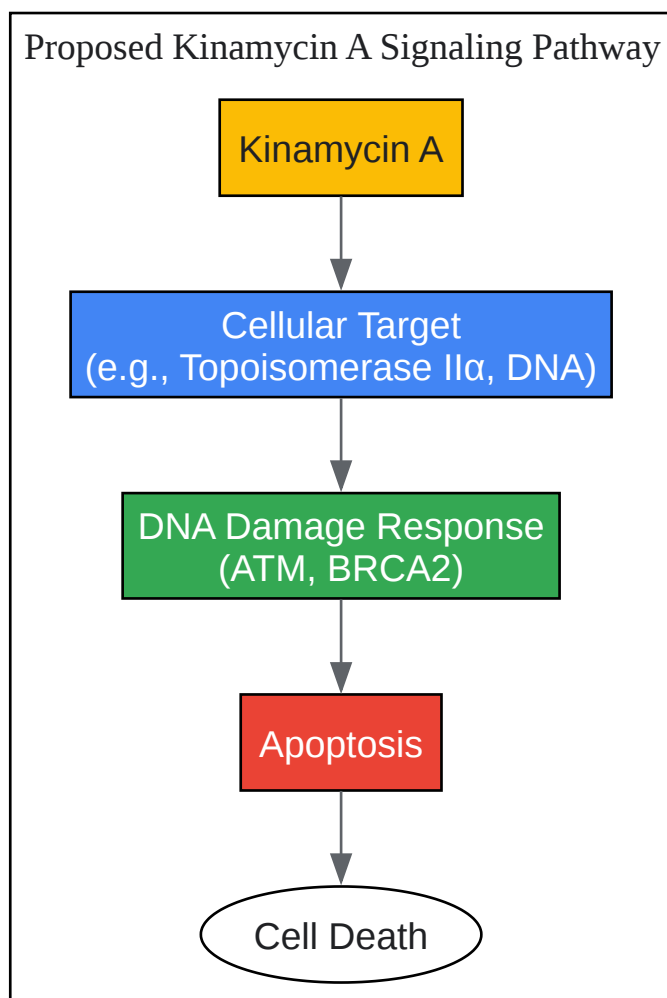 Proposed Kinamycin A Signaling Pathway
Kinamycin A
Cellular Target
(e.g., Topoisomerase IIα, DNA)
DNA Damage Response
(ATM, BRCA2)
Apoptosis
Cell Death